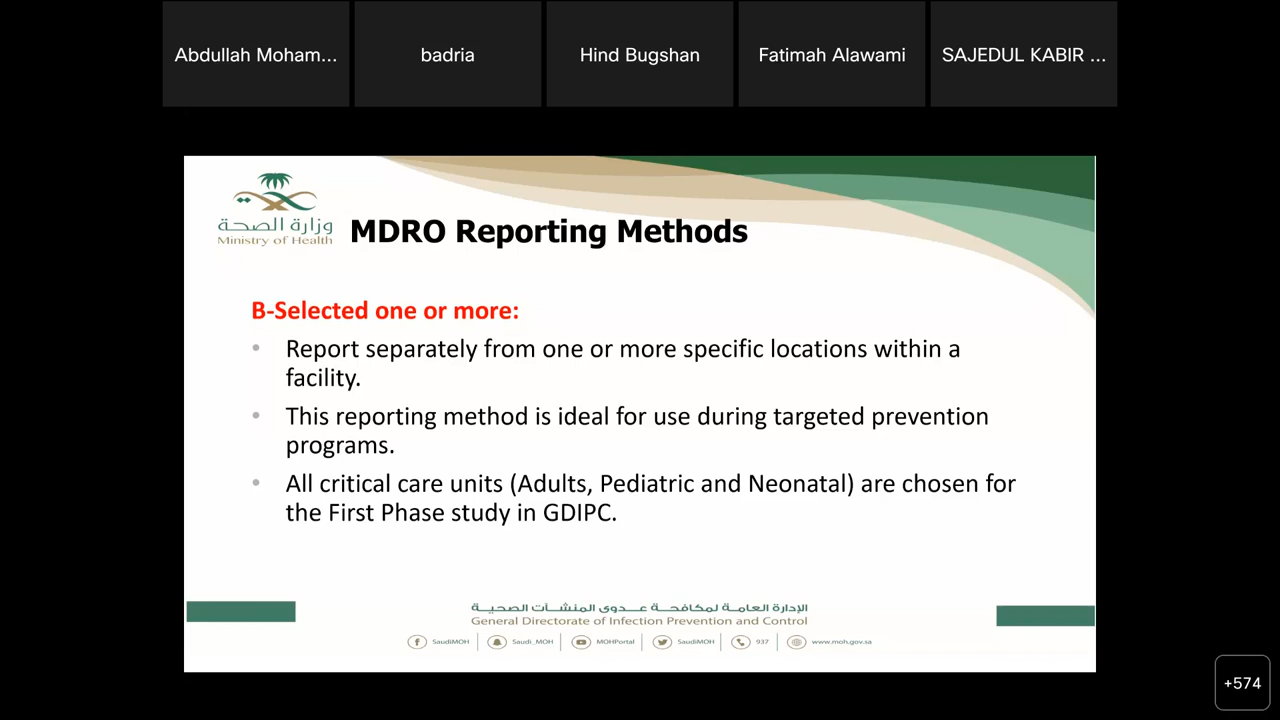 Abdullah Moham...
badria
Hind Bugshan
Fatimah Alawami
SAJEDUL KABIR ...
وزارة الصحة
Ministry of Health
MDRO Reporting Methods
B-Selected one or more:
• Report separately from one or more specific locations within a
facility.
• This reporting method is ideal for use during targeted prevention
programs.
• All critical care units (Adults, Pediatric and Neonatal) are chosen for
the First Phase study in GDIPC.
الإدارة العامة لمكافحة عدوى المنشآت الصحية
General Directorate of Infection Prevention and Control
SaudiMOH | Saudi_MOH | MOHPortal | SaudiMOH | 937 | www.moh.gov.sa
+574